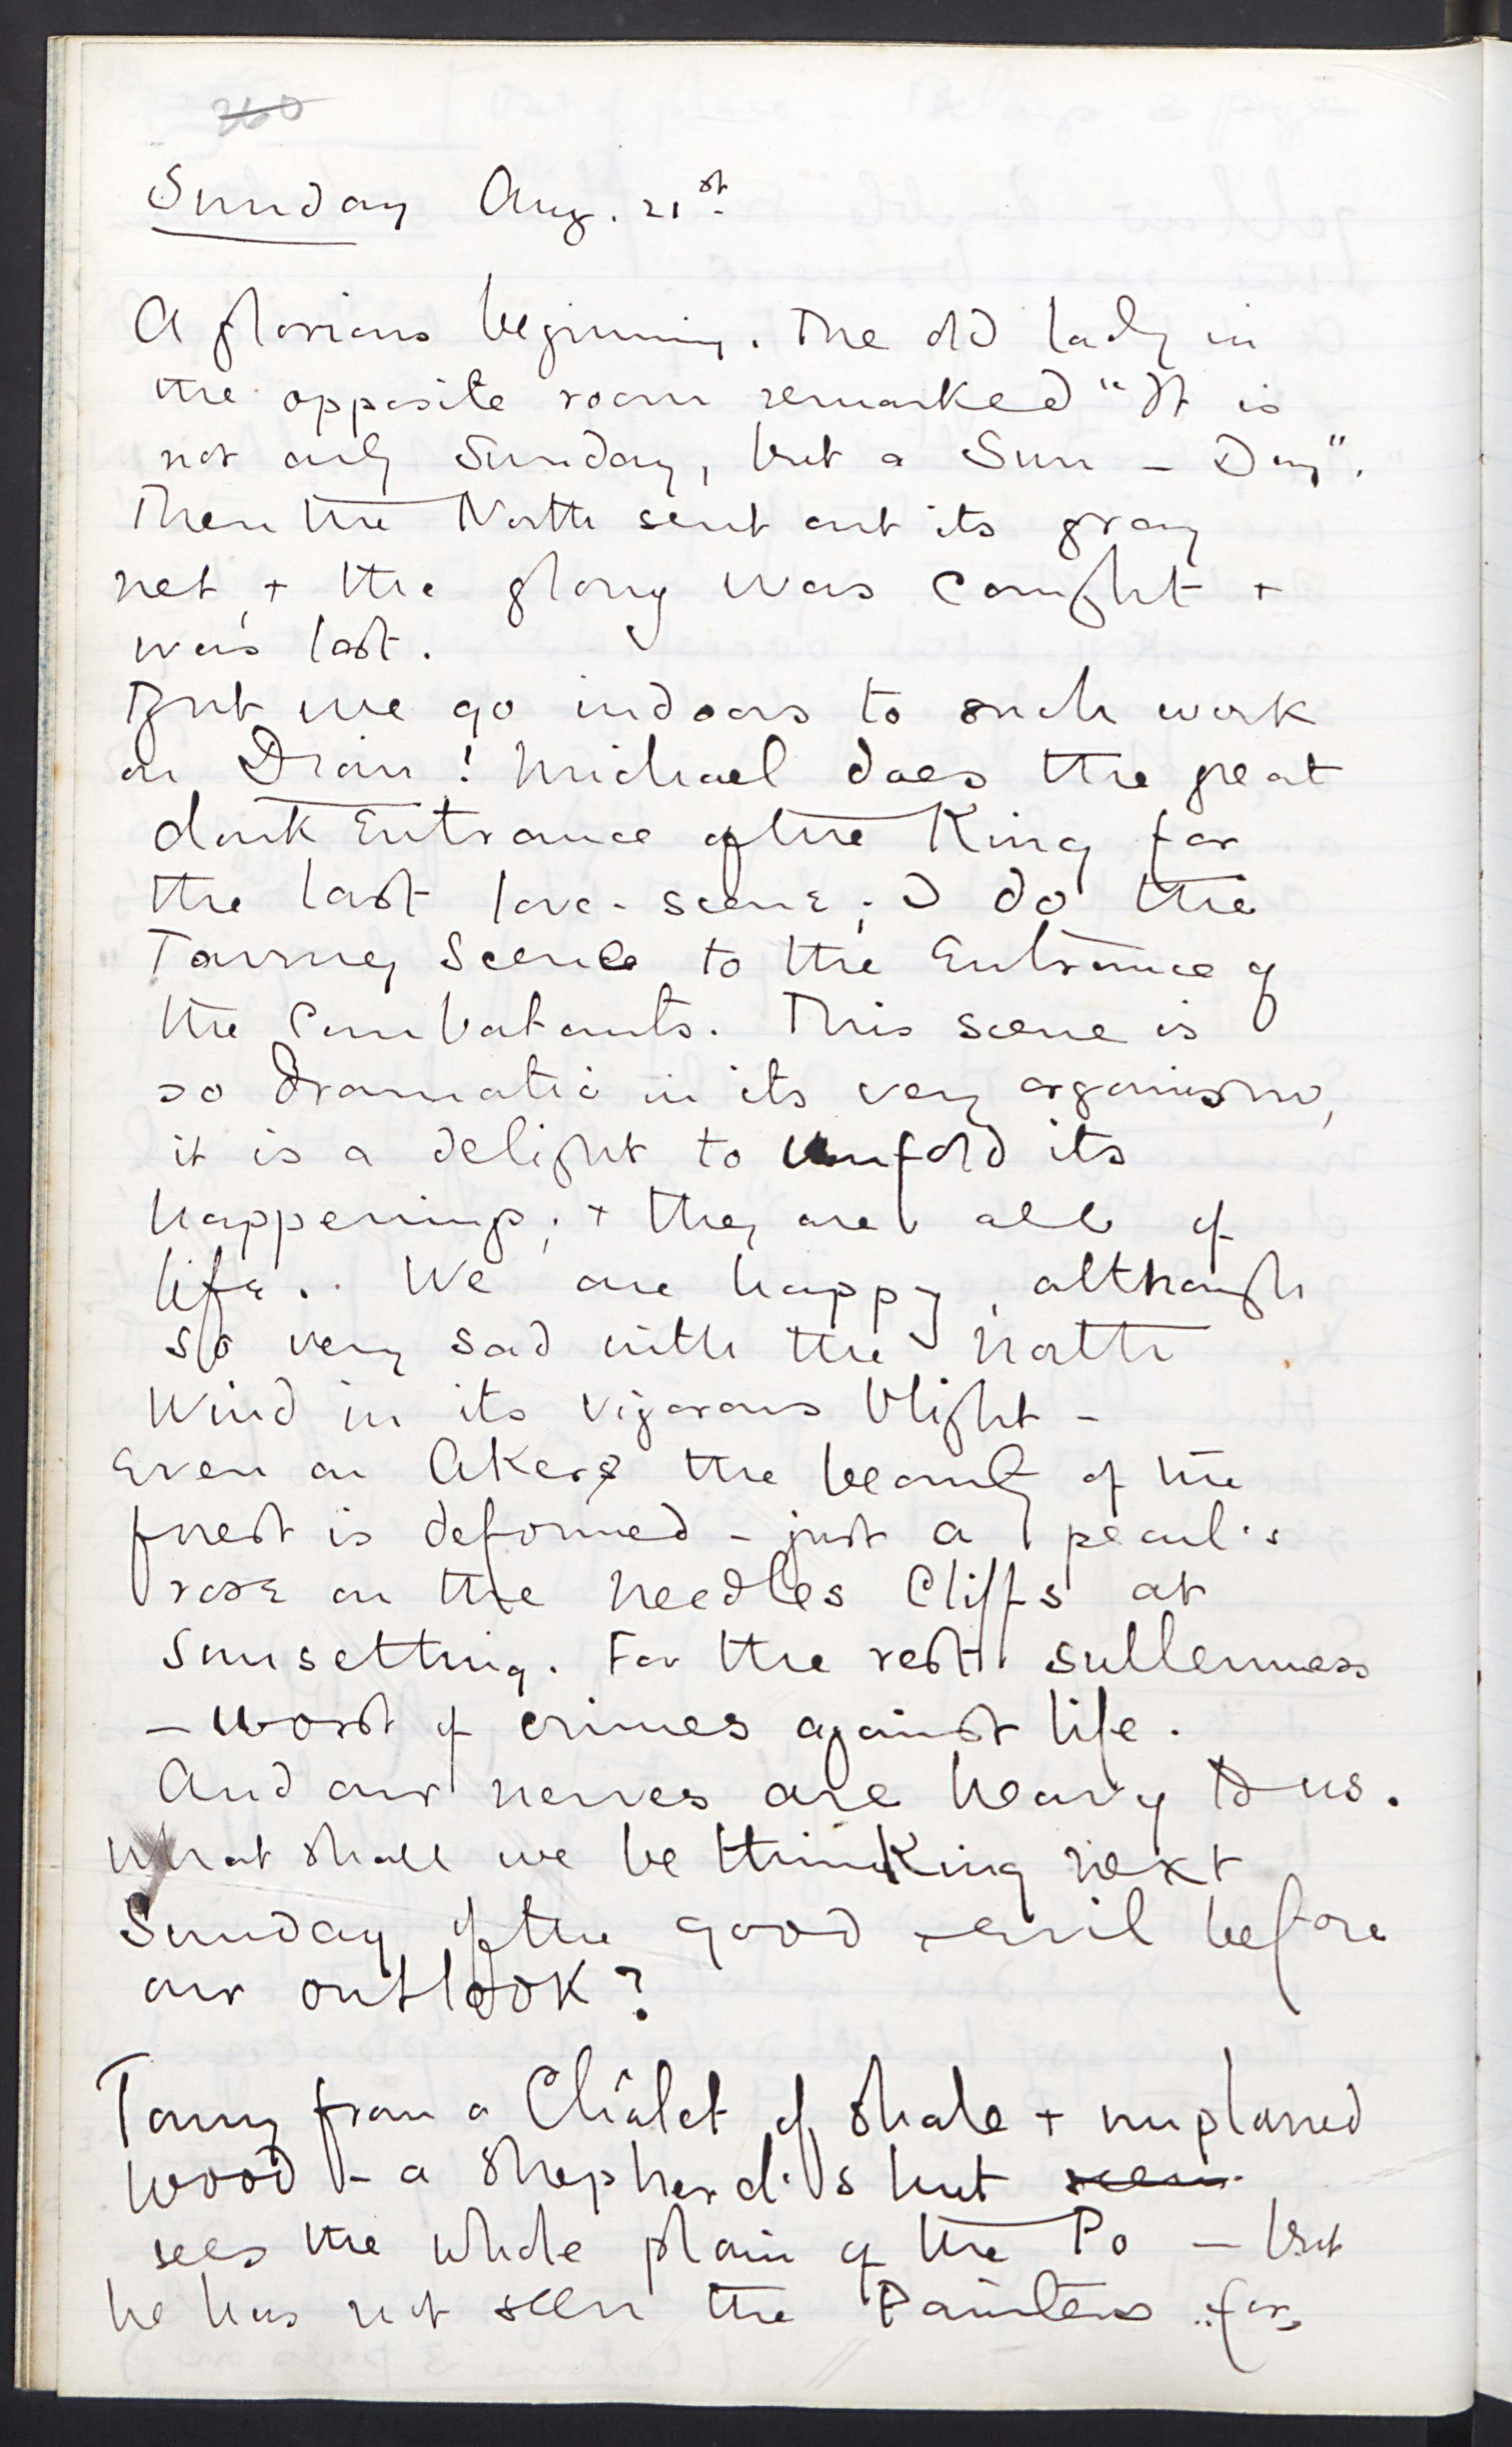 260
Sunday Aug. 21st
A glorious beginning. The old lady in
the opposite room remarked "It is
not only Sunday, but a Sun - Day".
Then the North sent out its gray
net, + the glory was caught +
was lost.
But we go indoors to such work
on Dian! Michael does the great
dark Entrance of the King for
the last love-scene; I do the
Tourney Scene to the Entrance of
the Combatants. This scene is
so dramatic in its very organism,
it is a delight to unfold its
happenings; + they are all of
life.. We are happy, although
so very sad with the North
Wind in its vigorous blight -
Even on Akers the beauty of the
forest is deformed - just a pearl's
rose on the Needles Cliffs at
Sunsetting. For the rest sullenness
- worst of crimes against life.
And our nerves are heavy to us.
What shall we be thinking next
Sunday of the good + evil before
our outlook?
Tommy from a Châlet of Shale + unplaned
wood - a Shepherd's hut seen
sees the whole plain of the Po - but
he has not seen the Painters for